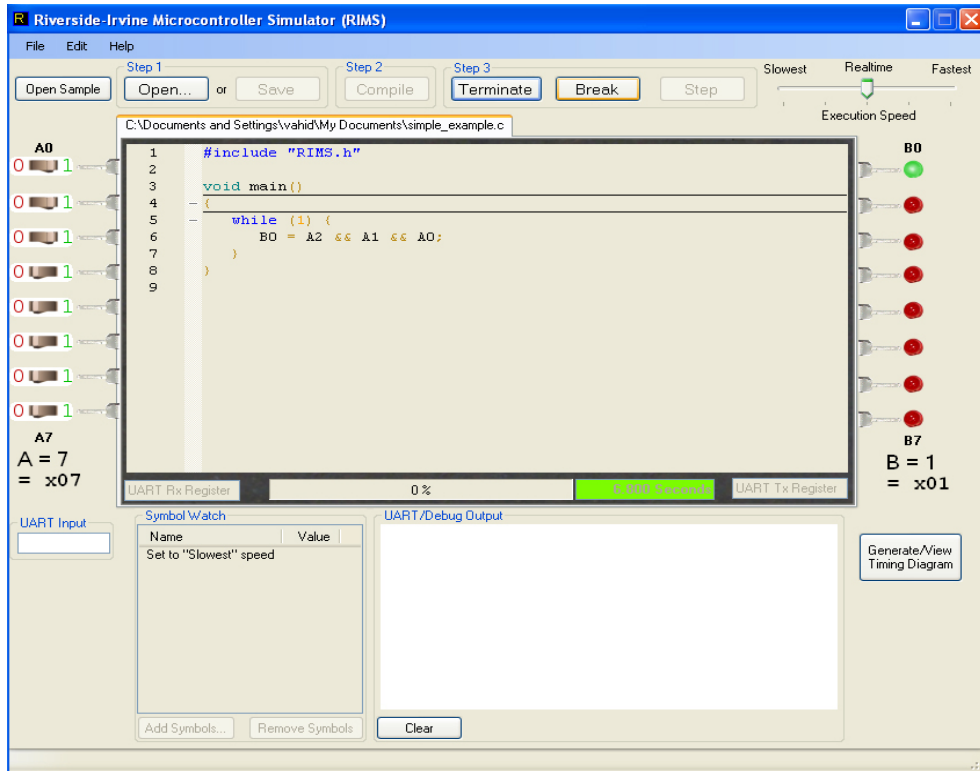 R Riverside-Irvine Microcontroller Simulator (RIMS)
File Edit Help
Open Sample
Step 1
Open... or Save
Step 2
Compile
Step 3
Terminate Break Step
Slowest Realtime Fastest
Execution Speed
C:\Documents and Settings\vahid\My Documents\simple_example.c
A0
0 1
0 1
0 1
0 1
0 1
0 1
0 1
0 1
A7
A = 7
= x07
1 #include "RIMS.h"
2
3 void main()
4 {
5 while (1) {
6 B0 = A2 && A1 && A0;
7 }
8 }
9
B0
B7
B = 1
= x01
UART Rx Register 0 % 6.000 Seconds UART Tx Register
UART Input
Symbol Watch
Name Value
Set to "Slowest" speed
Add Symbols... Remove Symbols
UART/Debug Output
Clear
Generate/View
Timing Diagram